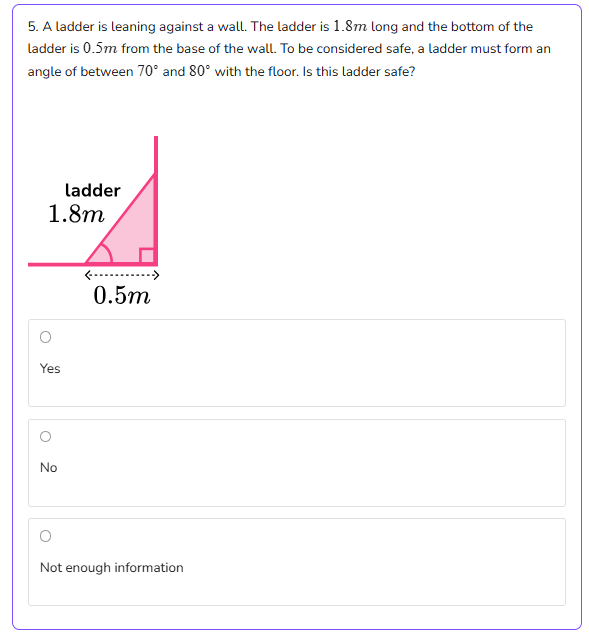 5. A ladder is leaning against a wall. The ladder is 1.8m long and the bottom of the
ladder is 0.5m from the base of the wall. To be considered safe, a ladder must form an
angle of between 70° and 80° with the floor. Is this ladder safe?
ladder
1.8m
0.5m
Yes
No
Not enough information